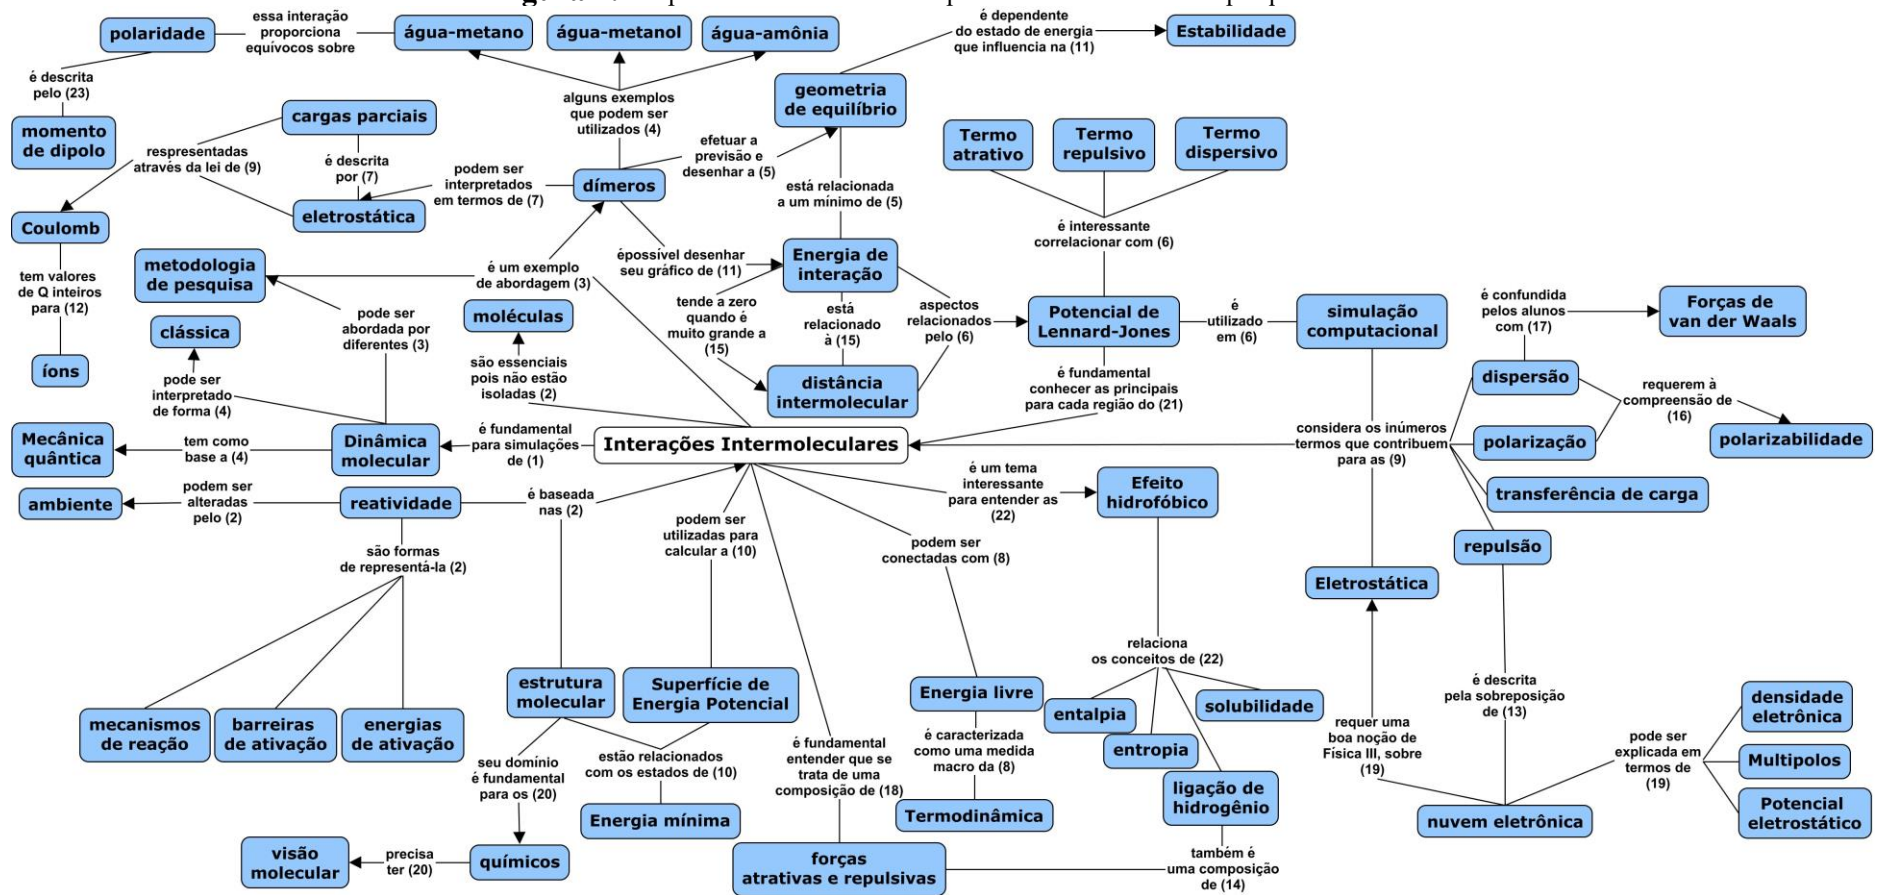 polaridade
essa interação
proporciona
equívocos sobre
água-metano
água-metanol
água-amônia
é dependente
do estado de energia
que influencia na (11)
Estabilidade
é descrita
pelo (23)
momento
de dipolo
cargas parciais
alguns exemplos
que podem ser
utilizados (4)
geometria
de equilíbrio
respresentadas
através da lei de (9)
é descrita
por (7)
podem ser
interpretados
em termos de (7)
dímeros
efetuar a
previsão e
desenhar a (5)
Termo
atrativo
Termo
repulsivo
Termo
dispersivo
Coulomb
eletrostática
está relacionada
a um mínimo de (5)
é interessante
correlacionar com (6)
tem valores
de Q inteiros
para (12)
íons
metodologia
de pesquisa
é um exemplo
de abordagem (3)
épossível desenhar
seu gráfico de (11)
Energia de
interação
clássica
pode ser
abordada por
diferentes (3)
moléculas
tende a zero
quando é
muito grande a
(15)
está
relacionado
à (15)
aspectos
relacionados
pelo (6)
Potencial de
Lennard-Jones
é
utilizado
em (6)
simulação
computacional
é confundida
pelos alunos
com (17)
Forças de
van der Waals
pode ser
interpretado
de forma (4)
são essenciais
pois não estão
isoladas (2)
distância
intermolecular
é fundamental
conhecer as principais
para cada região do (21)
dispersão
requerem à
compreensão de
(16)
Mecânica
quântica
tem como
base a (4)
Dinâmica
molecular
é fundamental
para simulações
de (1)
Interações Intermoleculares
considera os inúmeros
termos que contribuem
para as (9)
polarização
polarizabilidade
ambiente
podem ser
alteradas
pelo (2)
reatividade
é baseada
nas (2)
é um tema
interessante
para entender as
(22)
Efeito
hidrofóbico
transferência de carga
são formas
de representá-la (2)
podem ser
utilizadas para
calcular a (10)
podem ser
conectadas com (8)
repulsão
Eletrostática
mecanismos
de reação
barreiras
de ativação
energias
de ativação
estrutura
molecular
Superfície de
Energia Potencial
Energia livre
relaciona
os conceitos de (22)
entalpia
entropia
solubilidade
é descrita
pela sobreposição
de (13)
densidade
eletrônica
seu domínio
é fundamental
para os (20)
estão relacionados
com os estados de (10)
é fundamental
entender que se
trata de uma
composição de (18)
é caracterizada
como uma medida
macro da (8)
ligação de
hidrogênio
requer uma
boa noção de
Física III, sobre
(19)
pode ser
explicada em
termos de
(19)
Multipolos
Energia mínima
Termodinâmica
nuvem eletrônica
Potencial
eletrostático
visão
molecular
precisa
ter (20)
químicos
forças
atrativas e repulsivas
também é
uma composição
de (14)